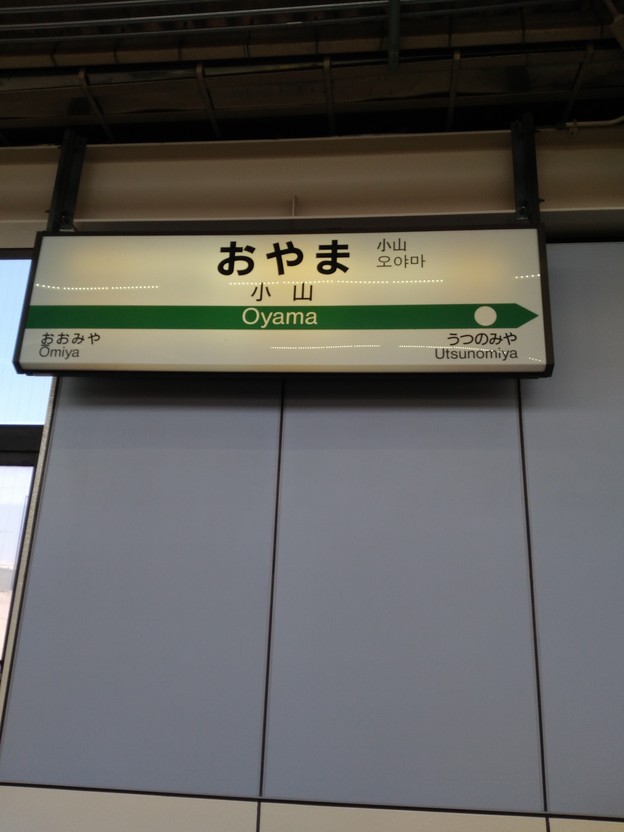 おやま
小山
오야마
小山
Oyama
おおみや
Ōmiya
うつのみや
Utsunomiya